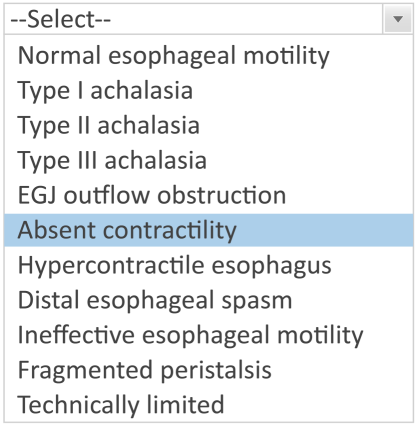 --Select--
Normal esophageal motility
Type I achalasia
Type II achalasia
Type III achalasia
EGJ outflow obstruction
Absent contractility
Hypercontractile esophagus
Distal esophageal spasm
Ineffective esophageal motility
Fragmented peristalsis
Technically limited